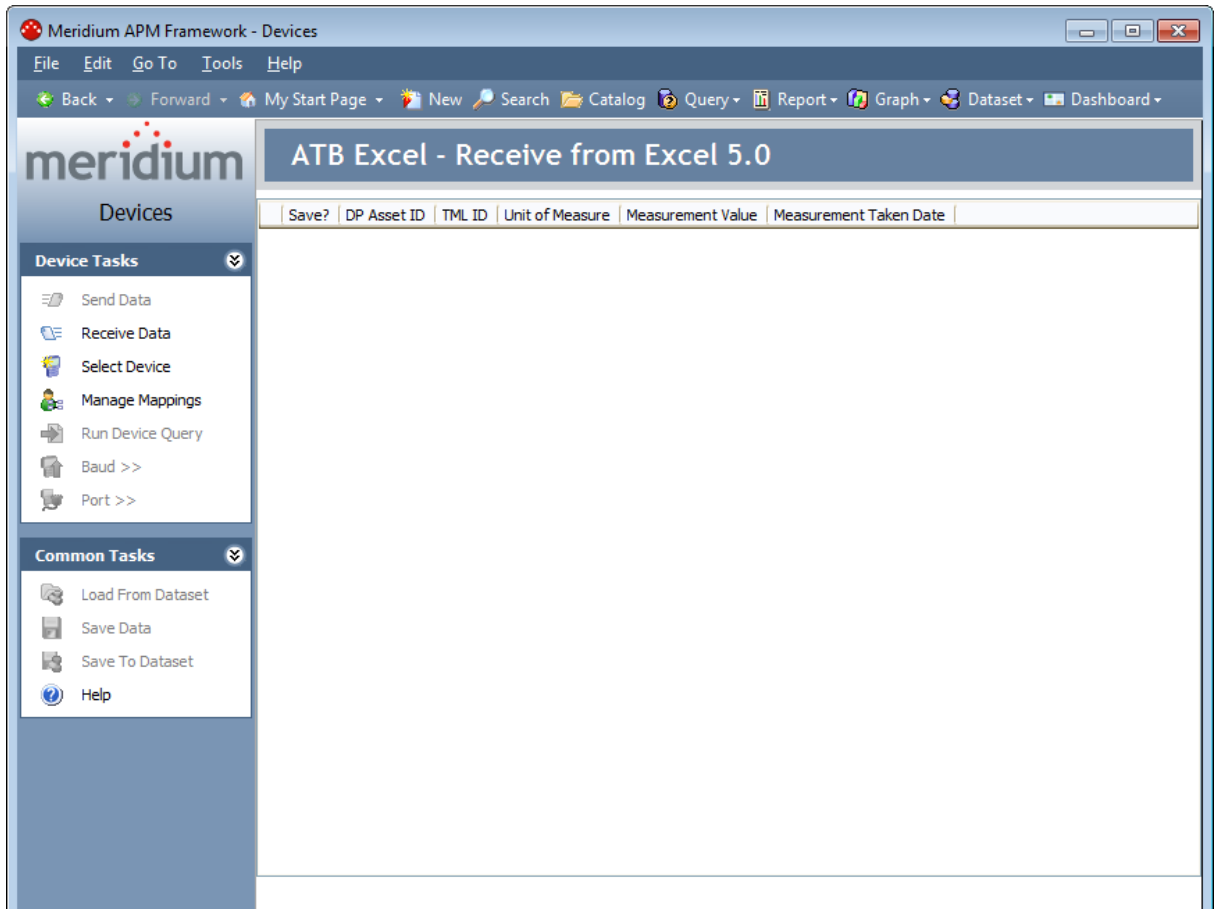 Meridium APM Framework - Devices
File Edit Go To Tools Help
Back Forward My Start Page New Search Catalog Query Report Graph Dataset Dashboard
meridium
Devices
ATB Excel - Receive from Excel 5.0
Save? DP Asset ID TML ID Unit of Measure Measurement Value Measurement Taken Date
Device Tasks
Send Data
Receive Data
Select Device
Manage Mappings
Run Device Query
Baud >>
Port >>
Common Tasks
Load From Dataset
Save Data
Save To Dataset
Help